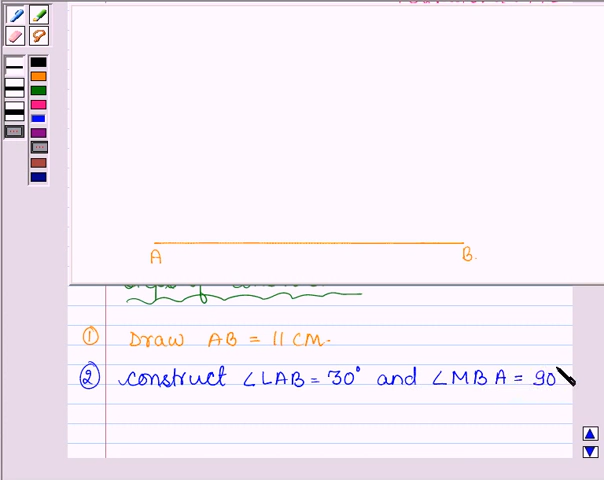 A B.
① Draw AB = 11 CM.
② Construct ∠LAB = 30° and ∠MBA = 90